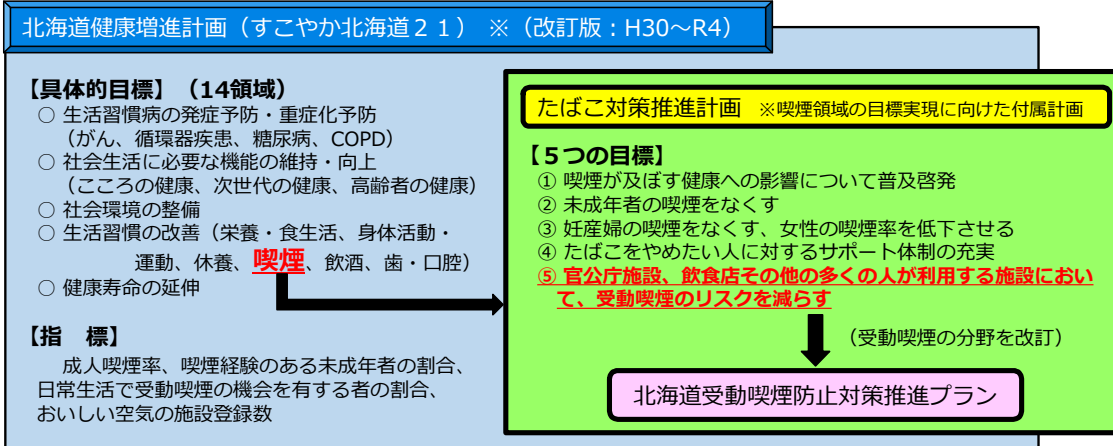 北海道健康増進計画(すこやか北海道21) ※(改訂版:H30~R4)
【具体的目標】(14領域)
○ 生活習慣病の発症予防・重症化予防
(がん、循環器疾患、糖尿病、COPD)
○ 社会生活に必要な機能の維持・向上
(こころの健康、次世代の健康、高齢者の健康)
○ 社会環境の整備
○ 生活習慣の改善(栄養・食生活、身体活動・
運動、休養、喫煙、飲酒、歯・口腔)
○ 健康寿命の延伸
【指 標】
成人喫煙率、喫煙経験のある未成年者の割合、
日常生活で受動喫煙の機会を有する者の割合、
おいしい空気の施設登録数
たばこ対策推進計画 ※喫煙領域の目標実現に向けた付属計画
【5つの目標】
① 喫煙が及ぼす健康への影響について普及啓発
② 未成年者の喫煙をなくす
③ 妊産婦の喫煙をなくす、女性の喫煙率を低下させる
④ たばこをやめたい人に対するサポート体制の充実
⑤ 官公庁施設、飲食店その他の多くの人が利用する施設におい
て、受動喫煙のリスクを減らす
(受動喫煙の分野を改訂)
北海道受動喫煙防止対策推進プラン